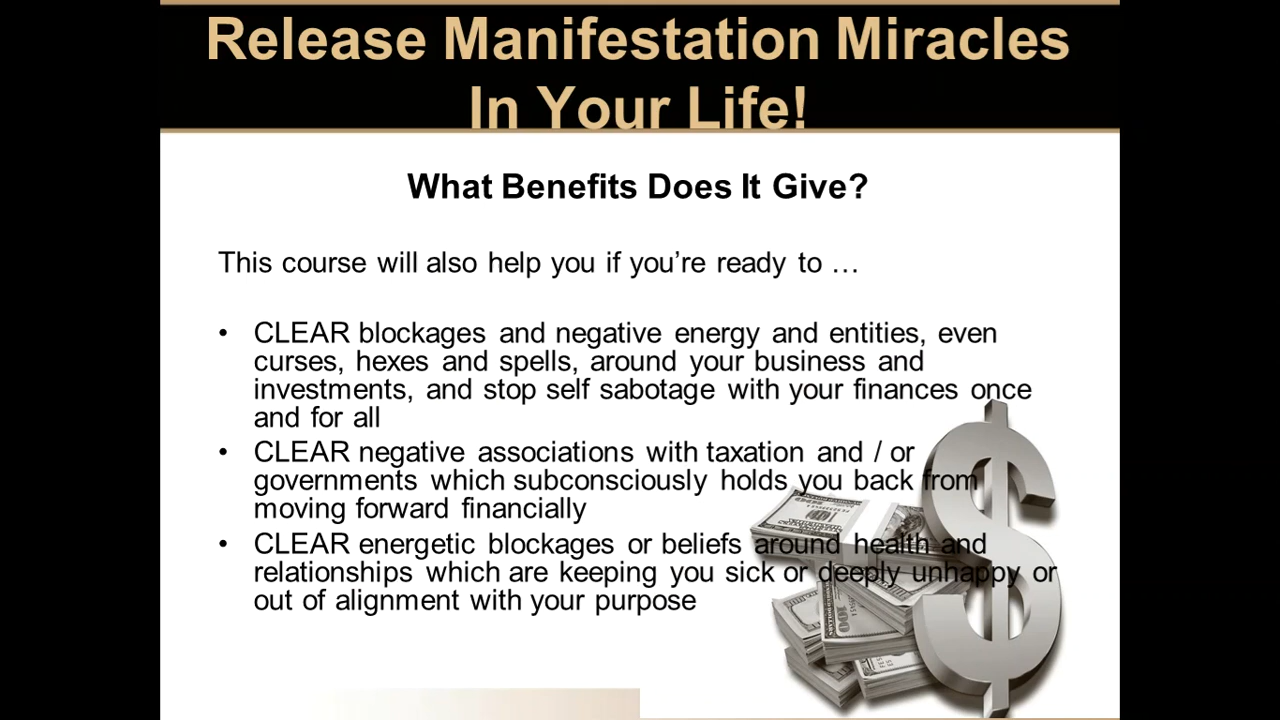 Release Manifestation Miracles
In Your Life!
What Benefits Does It Give?
This course will also help you if you're ready to …
• CLEAR blockages and negative energy and entities, even
curses, hexes and spells, around your business and
investments, and stop self sabotage with your finances once
and for all
• CLEAR negative associations with taxation and / or
governments which subconsciously holds you back from
moving forward financially
• CLEAR energetic blockages or beliefs around health and
relationships which are keeping you sick or deeply unhappy or
out of alignment with your purpose